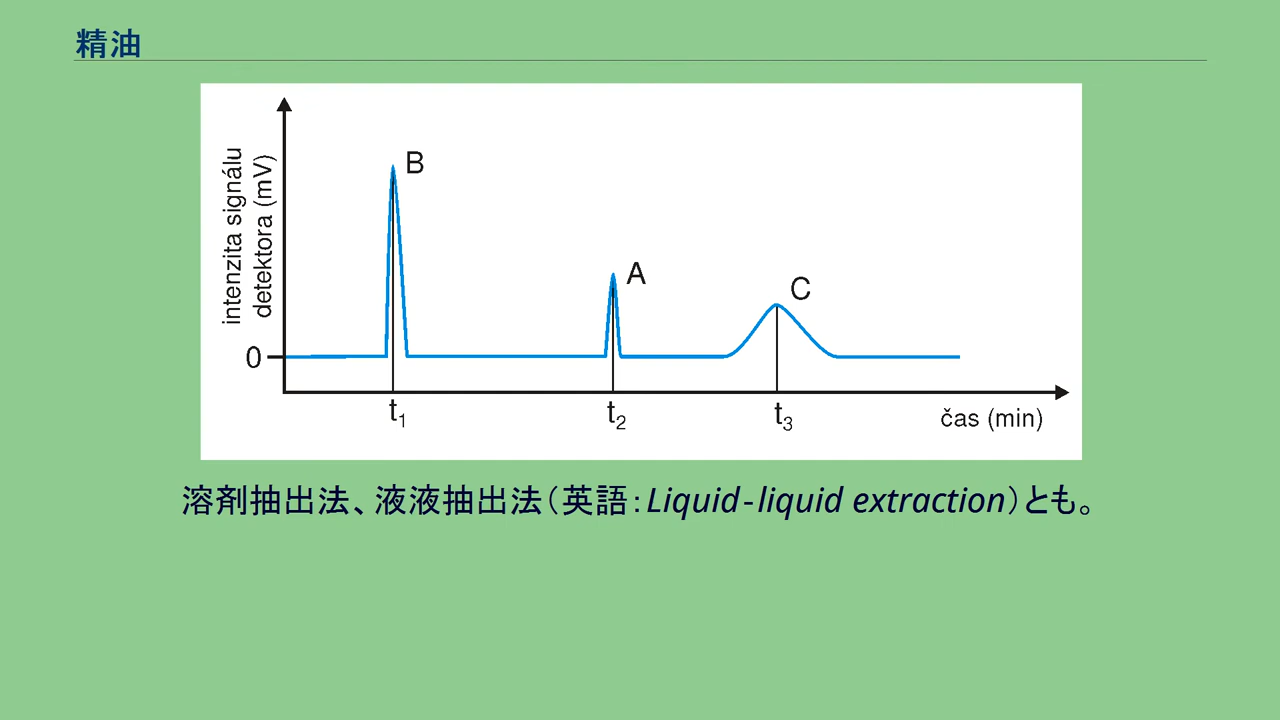 精油
intenzita signálu
detektora (mV)
B
A
C
0
t₁
t₂
t₃
čas (min)
溶剤抽出法、液液抽出法（英語：Liquid-liquid extraction）とも。